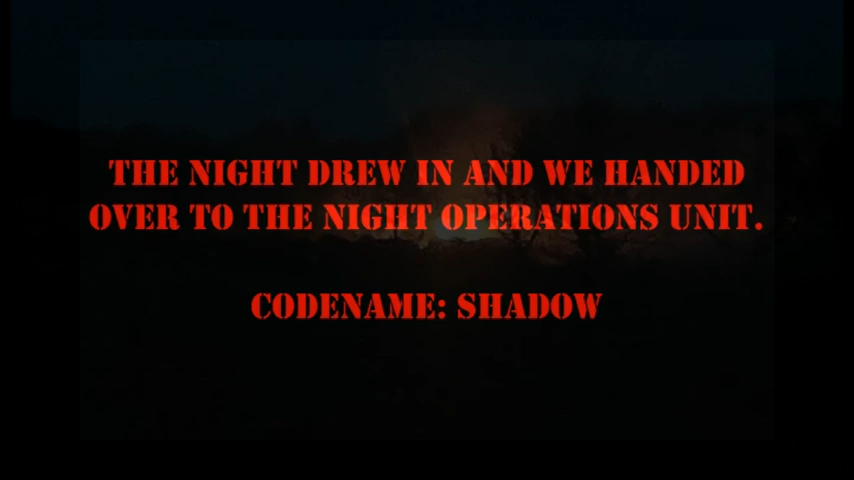 THE NIGHT DREW IN AND WE HANDED
OVER TO THE NIGHT OPERATIONS UNIT.
CODENAME: SHADOW